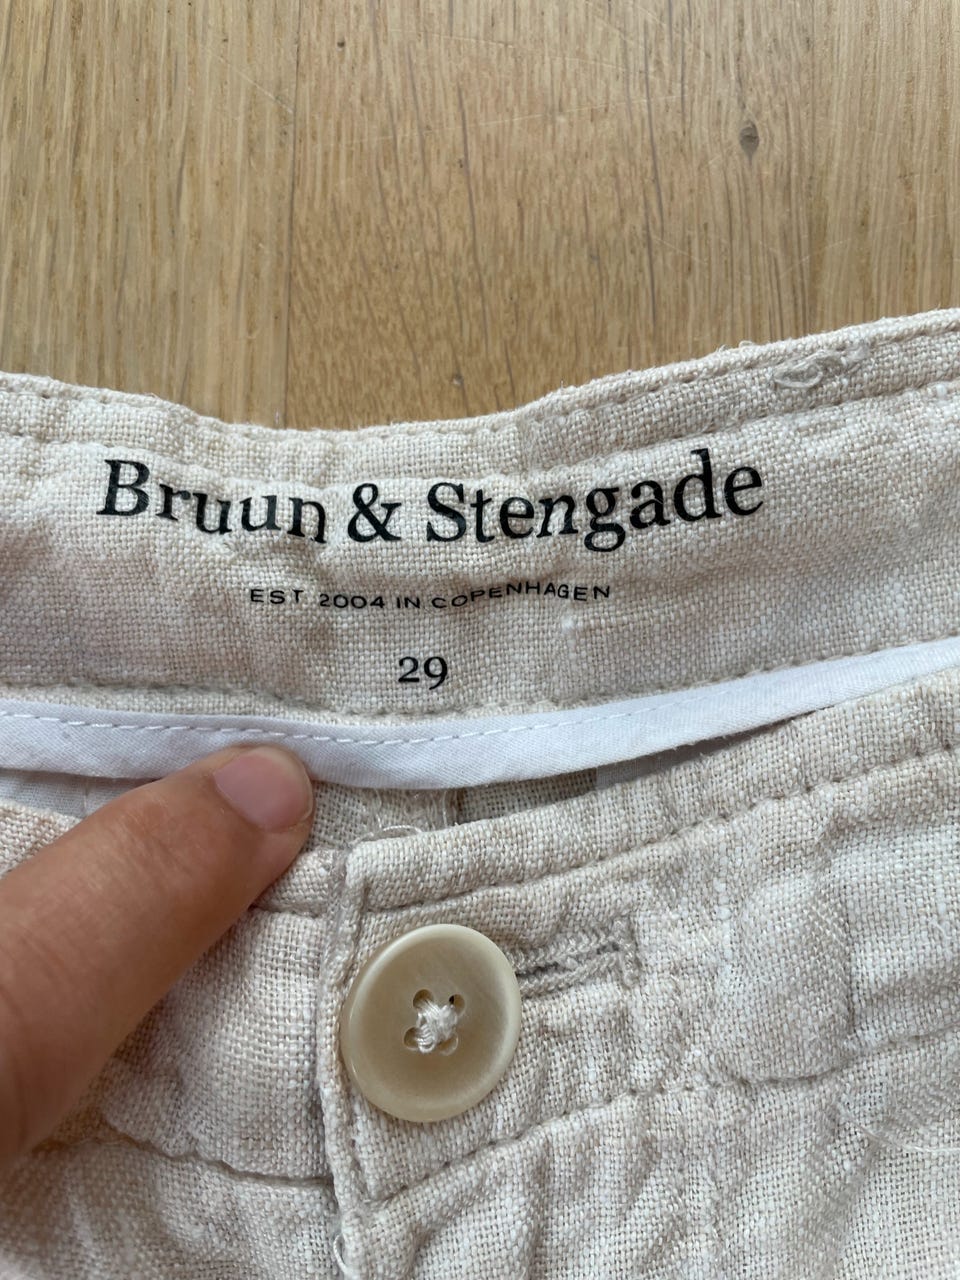 Bruun & Stengade
EST. 2004 IN COPENHAGEN
29